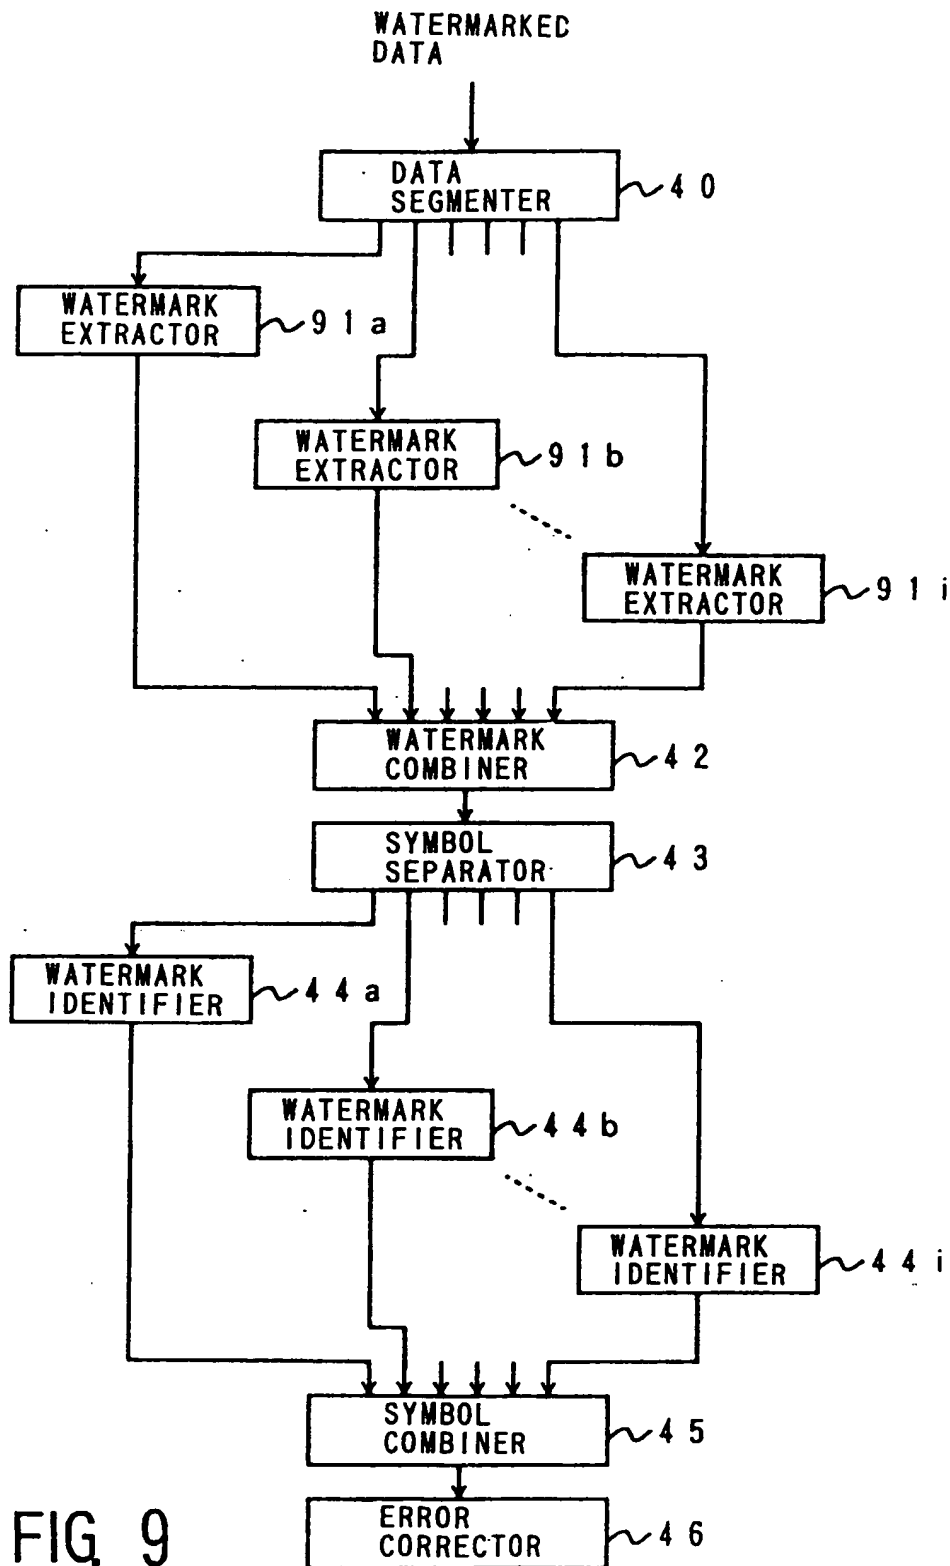 WATERMARKED
DATA
DATA
SEGMENTER
40
WATERMARK
EXTRACTOR
91a
WATERMARK
EXTRACTOR
91b
WATERMARK
EXTRACTOR
91i
WATERMARK
COMBINER
42
SYMBOL
SEPARATOR
43
WATERMARK
IDENTIFIER
44a
WATERMARK
IDENTIFIER
44b
WATERMARK
IDENTIFIER
44i
SYMBOL
COMBINER
45
ERROR
CORRECTOR
46
FIG. 9